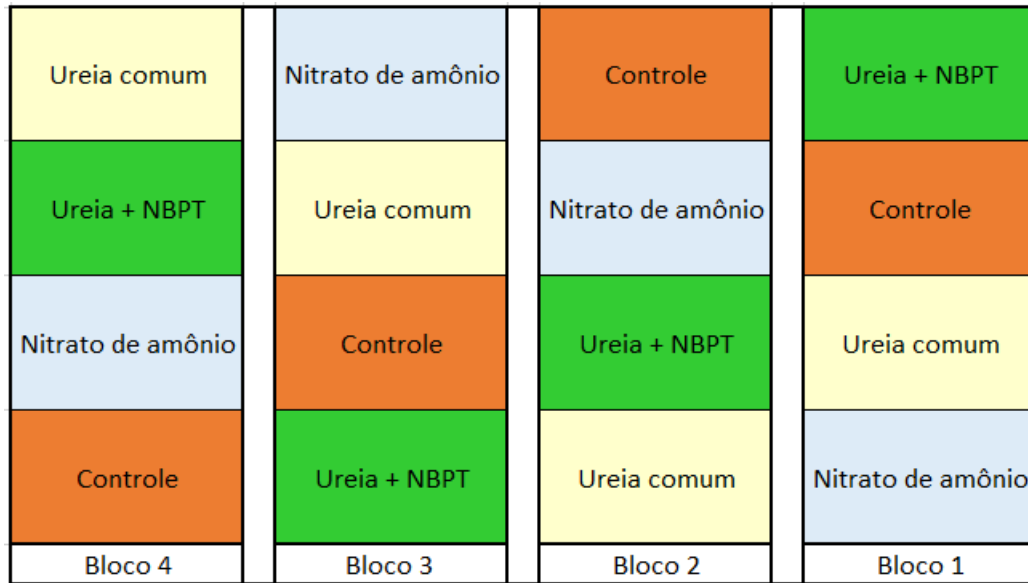 Ureia comum
Nitrato de amônio
Controle
Ureia + NBPT
Ureia + NBPT
Ureia comum
Nitrato de amônio
Controle
Nitrato de amônio
Controle
Ureia + NBPT
Ureia comum
Controle
Ureia + NBPT
Ureia comum
Nitrato de amônio
Bloco 4
Bloco 3
Bloco 2
Bloco 1